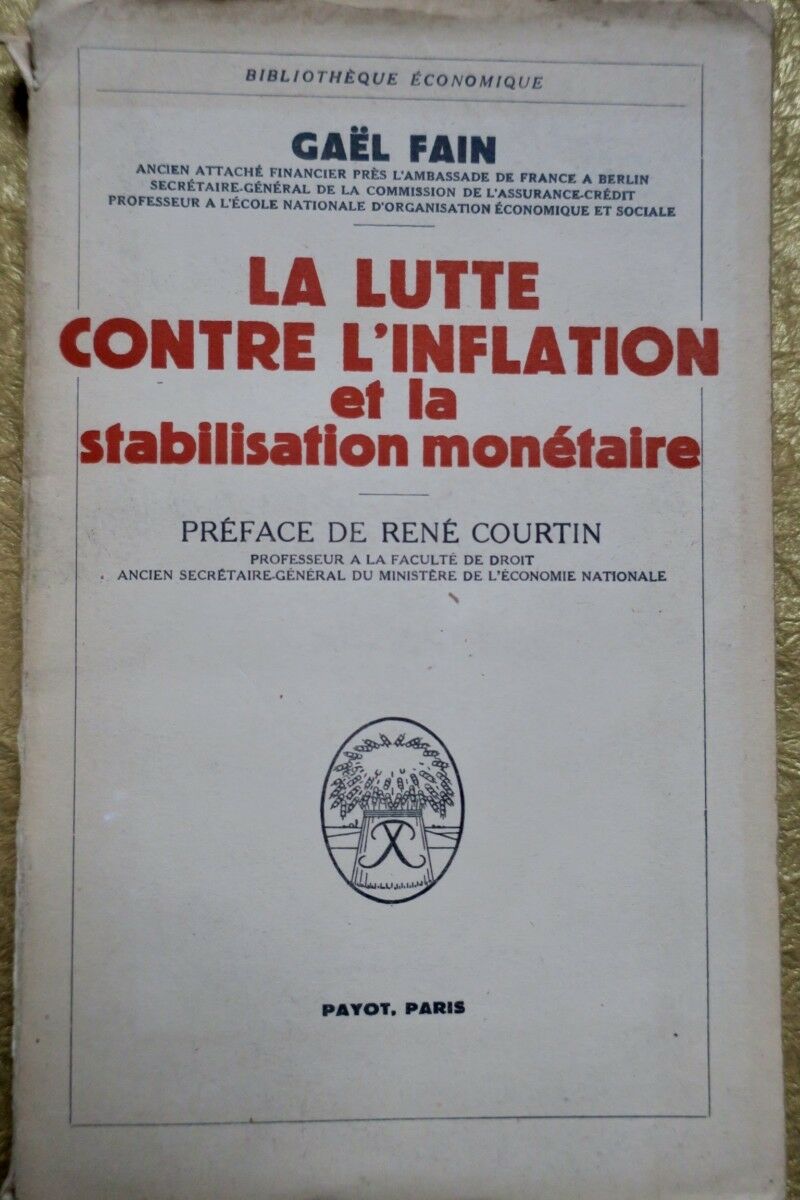 BIBLIOTHÈQUE ÉCONOMIQUE
GAËL FAIN
ANCIEN ATTACHÉ FINANCIER PRÈS L'AMBASSADE DE FRANCE A BERLIN
SECRÉTAIRE-GÉNÉRAL DE LA COMMISSION DE L'ASSURANCE-CRÉDIT
PROFESSEUR A L'ÉCOLE NATIONALE D'ORGANISATION ÉCONOMIQUE ET SOCIALE
LA LUTTE
CONTRE L'INFLATION
et la
stabilisation monétaire
PRÉFACE DE RENÉ COURTIN
PROFESSEUR A LA FACULTÉ DE DROIT
ANCIEN SECRÉTAIRE-GÉNÉRAL DU MINISTÈRE DE L'ÉCONOMIE NATIONALE
PAYOT, PARIS